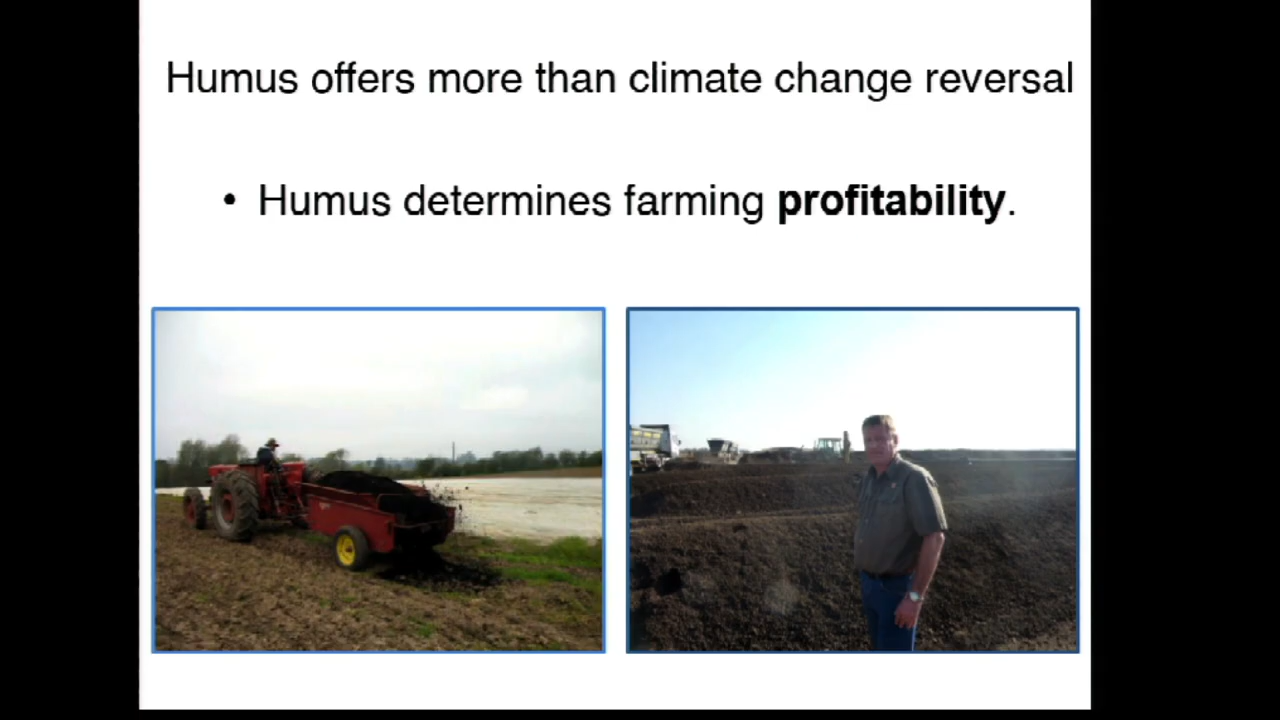 Humus offers more than climate change reversal
• Humus determines farming profitability.